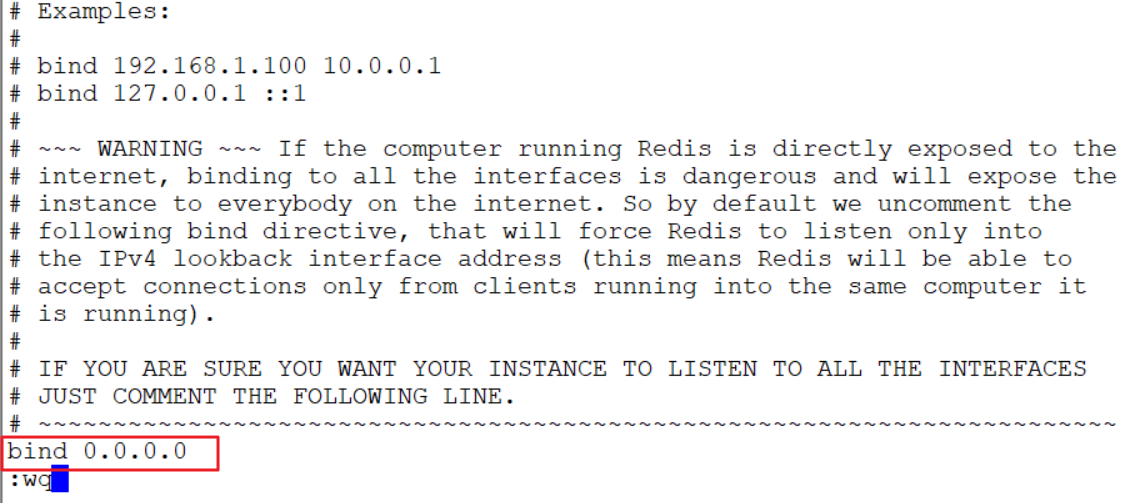 # Examples:
#
# bind 192.168.1.100 10.0.0.1
# bind 127.0.0.1 ::1
#
# ~~~ WARNING ~~~ If the computer running Redis is directly exposed to the
# internet, binding to all the interfaces is dangerous and will expose the
# instance to everybody on the internet. So by default we uncomment the
# following bind directive, that will force Redis to listen only into
# the IPv4 lookback interface address (this means Redis will be able to
# accept connections only from clients running into the same computer it
# is running).
#
# IF YOU ARE SURE YOU WANT YOUR INSTANCE TO LISTEN TO ALL THE INTERFACES
# JUST COMMENT THE FOLLOWING LINE.
# ~~~~~~~~~~~~~~~~~~~~~~~~~~~~~~~~~~~~~~~~~~~~~~~~~~~~~~~~~~~~~~~~~~~~~~~~
bind 0.0.0.0
:wq